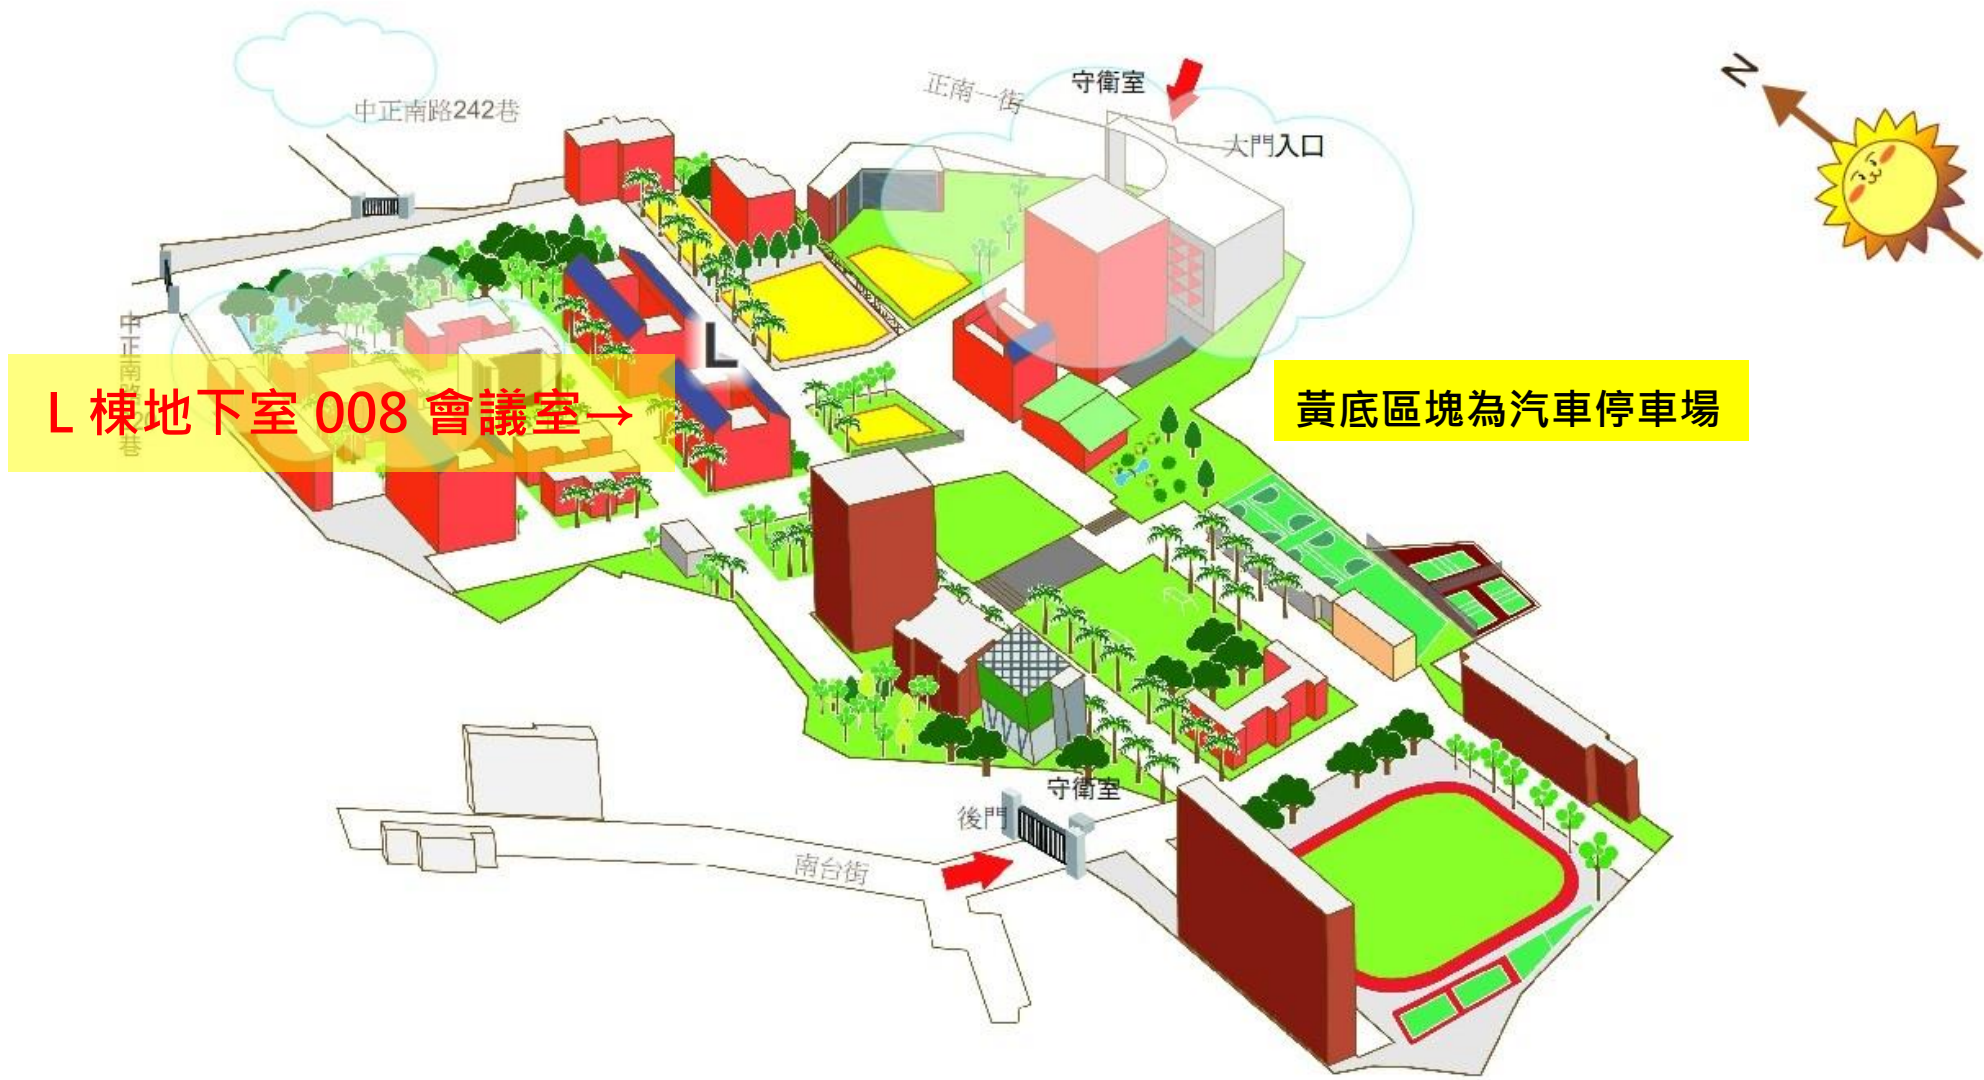 守衛室
正南一街
中正南路242巷
大門入口
N
L
L 棟地下室 008 會議室→
黃底區塊為汽車停車場
守衛室
後門
南台街